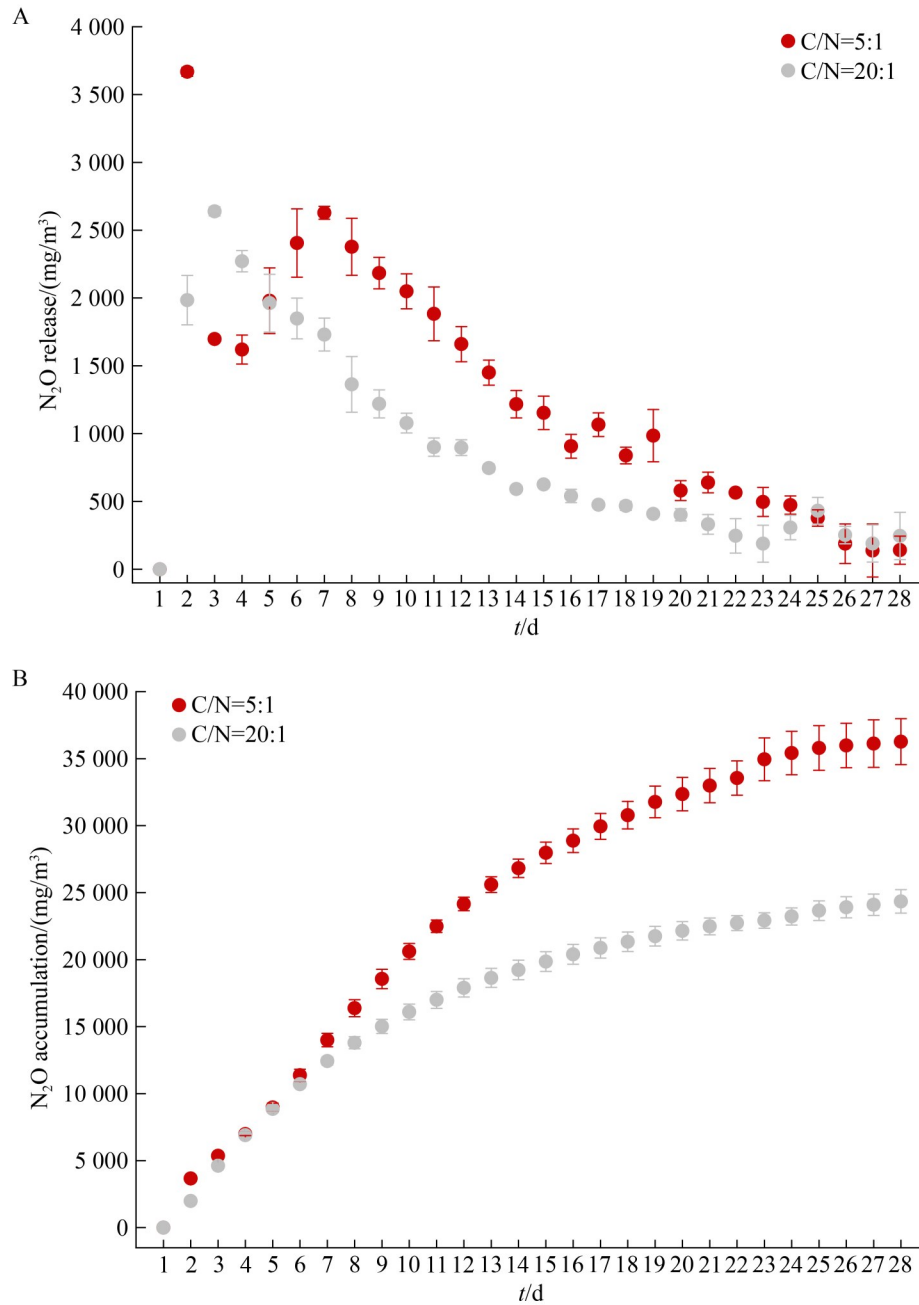 A
N₂O release/(mg/m³)
4 000
3 500
3 000
2 500
2 000
1 500
1 000
500
0
C/N=5:1
C/N=20:1
1 2 3 4 5 6 7 8 9 10 11 12 13 14 15 16 17 18 19 20 21 22 23 24 25 26 27 28
t/d
B
N₂O accumulation/(mg/m³)
40 000
35 000
30 000
25 000
20 000
15 000
10 000
5 000
0
C/N=5:1
C/N=20:1
1 2 3 4 5 6 7 8 9 10 11 12 13 14 15 16 17 18 19 20 21 22 23 24 25 26 27 28
t/d